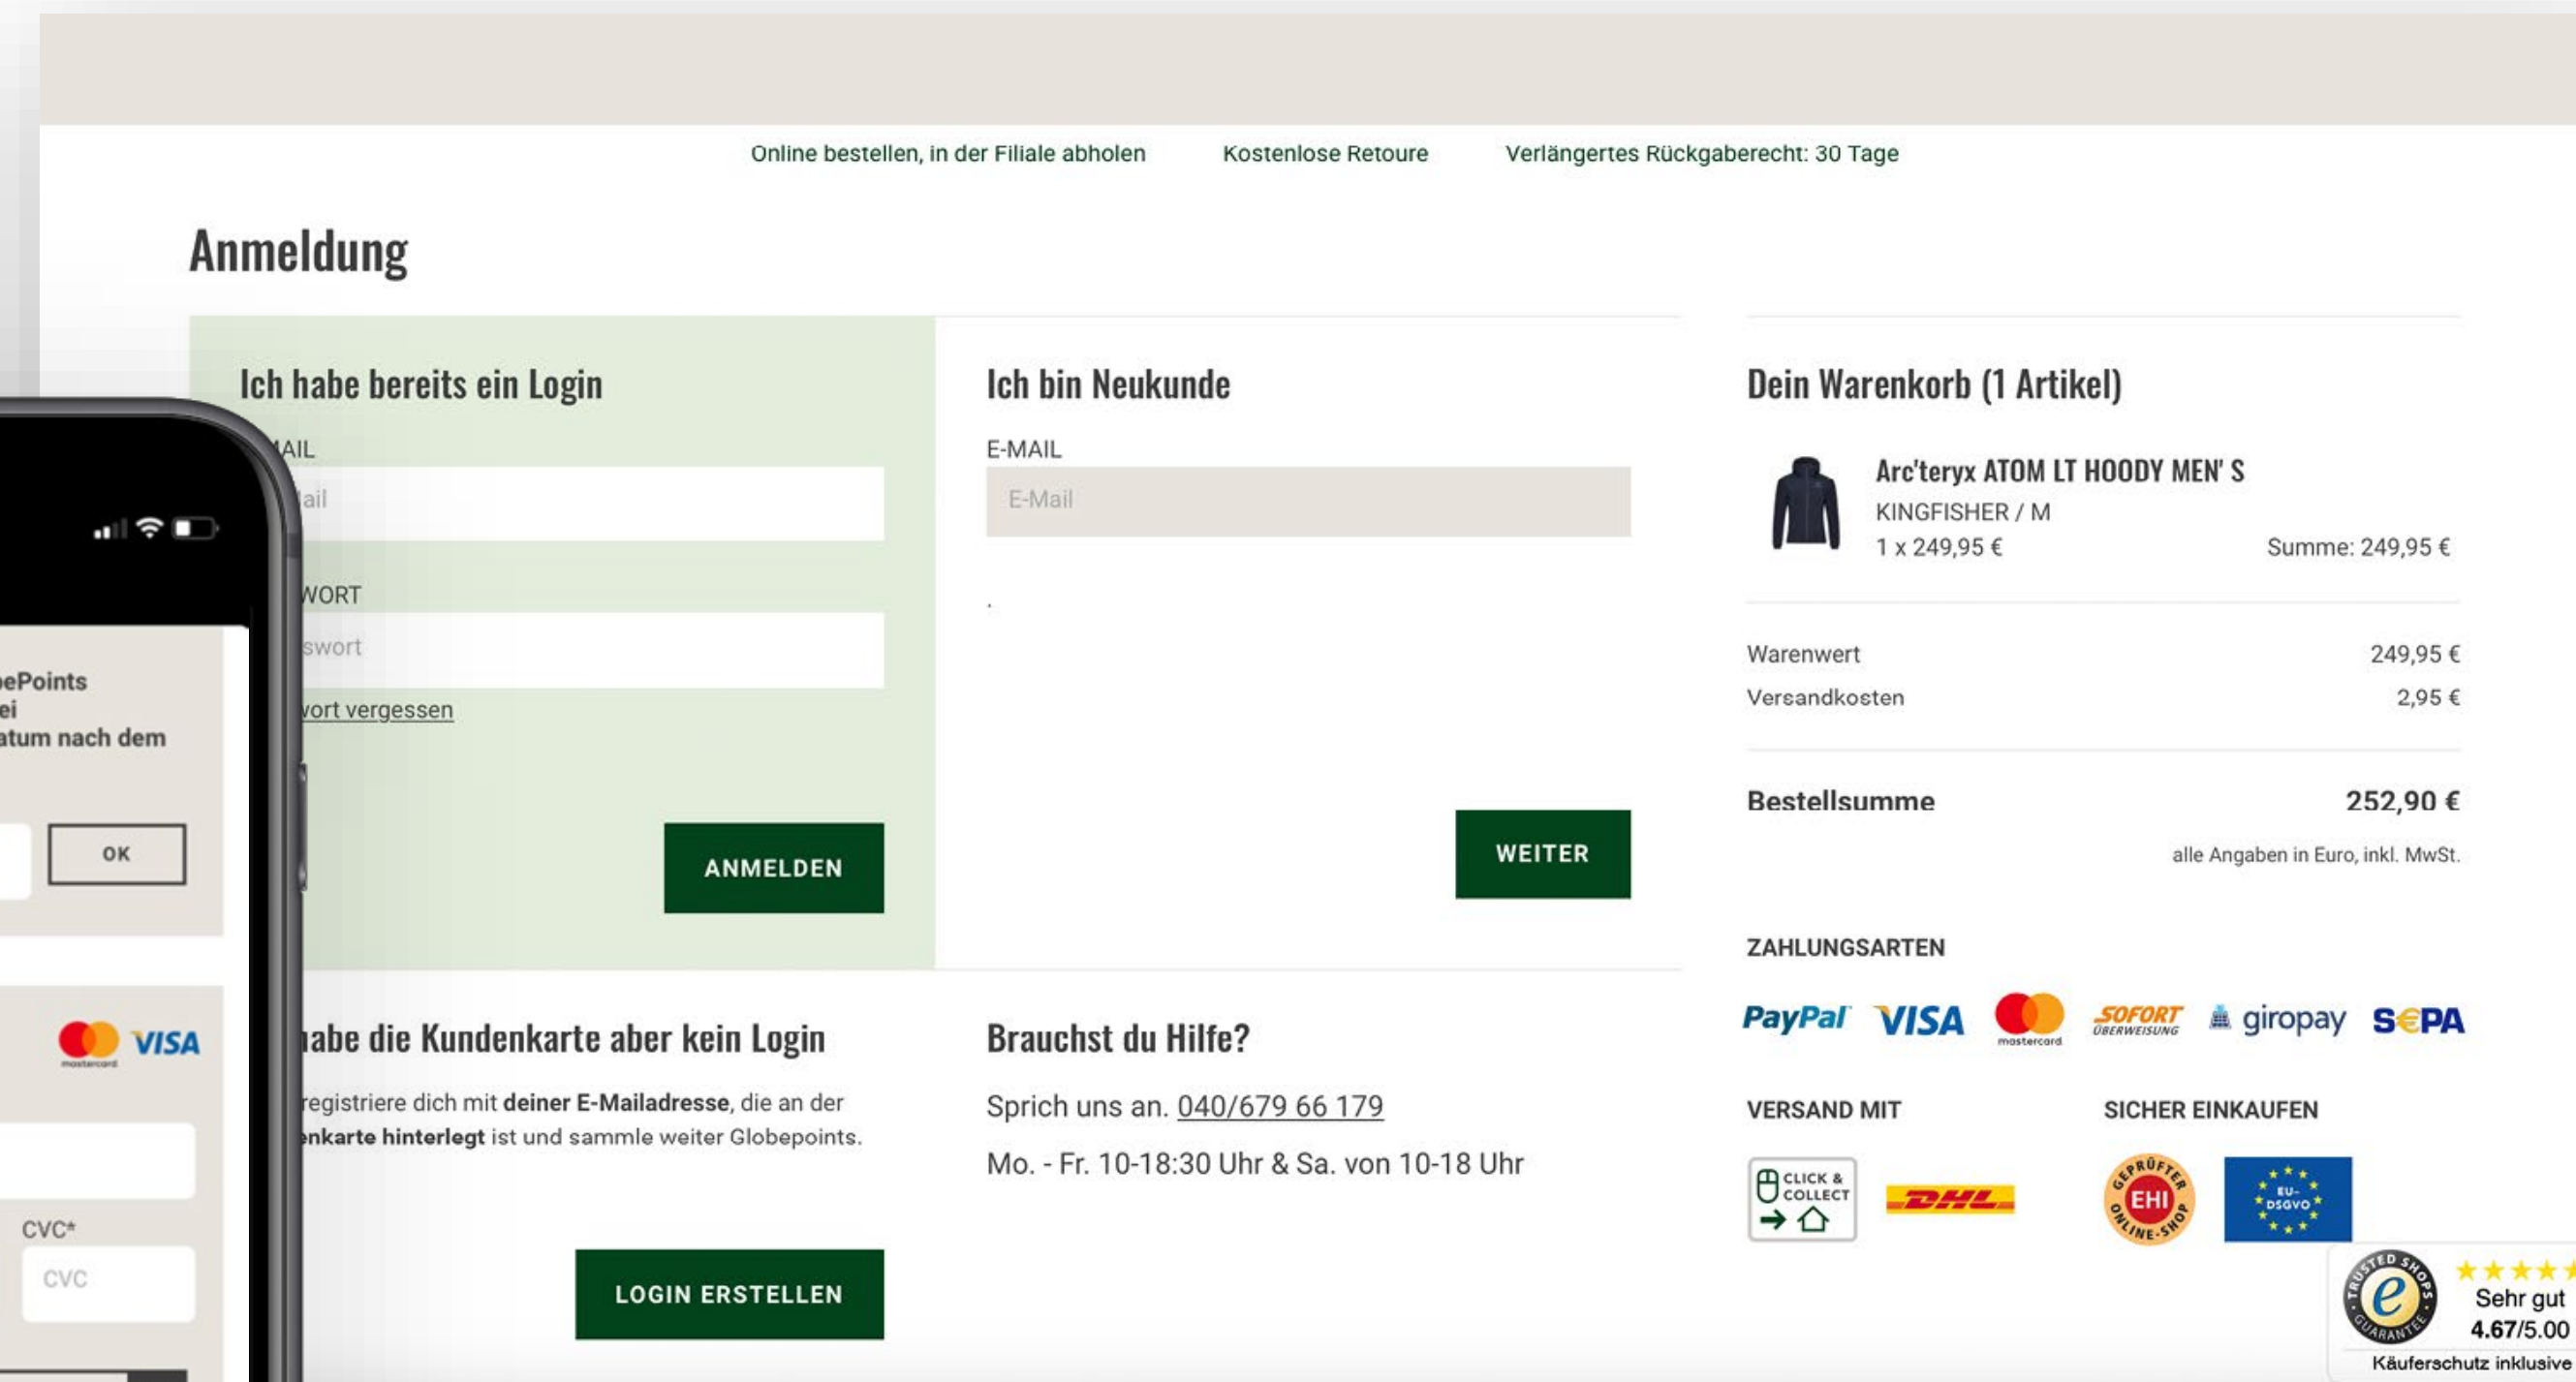 Online bestellen, in der Filiale abholen
Kostenlose Retoure
Verlängertes Rückgaberecht: 30 Tage
Anmeldung
Ich habe bereits ein Login
AIL
ail
WORT
swort
vergessen
ANMELDEN
Ich bin Neukunde
E-MAIL
E-Mail
.
WEITER
habe die Kundenkarte aber kein Login
registriere dich mit deiner E-Mailadresse, die an der
enkarte hinterlegt ist und sammle weiter Globepoints.
LOGIN ERSTELLEN
Brauchst du Hilfe?
Sprich uns an. 040/679 66 179
Mo. - Fr. 10-18:30 Uhr & Sa. von 10-18 Uhr
Dein Warenkorb (1 Artikel)
Arc'teryx ATOM LT HOODY MEN' S
KINGFISHER / M
1 x 249,95 €
Summe: 249,95 €
Warenwert 249,95 €
Versandkosten 2,95 €
Bestellsumme 252,90 €
alle Angaben in Euro, inkl. MwSt.
ZAHLUNGSARTEN
PayPal VISA mastercard SOFORT ÜBERWEISUNG giropay S€PA
VERSAND MIT
CLICK &
COLLECT
DHL
SICHER EINKAUFEN
GEPRÜFTER
EHI
ONLINE-SHOP
EU-
DSGVO
TRUSTED SHOPS
e
GUARANTEE
Sehr gut
4.67/5.00
Käuferschutz inklusive
ePoints
ei
atum nach dem
OK
mastercard VISA
CVC*
CVC